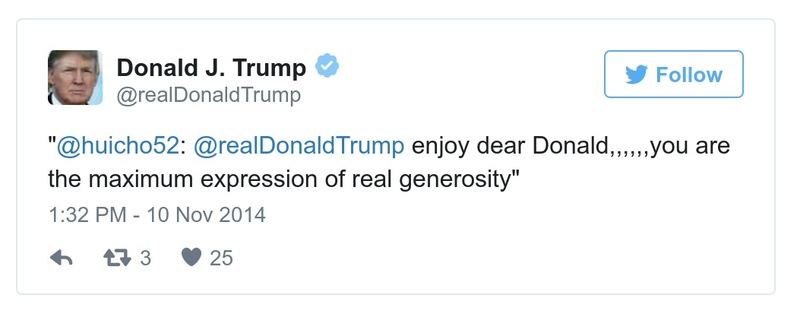 Donald J. Trump
@realDonaldTrump
Follow
"@huicho52: @realDonaldTrump enjoy dear Donald,,,,,,you are
the maximum expression of real generosity"
1:32 PM - 10 Nov 2014
3 25